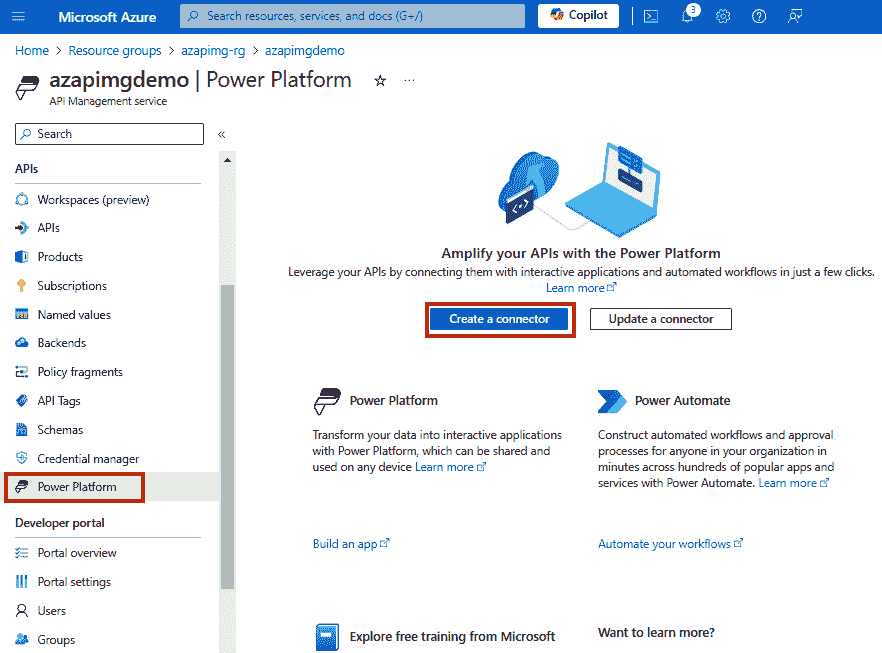 Microsoft Azure
Search resources, services, and docs (G+/)
Copilot
3
Home > Resource groups > azapimg-rg > azapimgdemo
azapimgdemo | Power Platform
API Management service
Search
APIs
Workspaces (preview)
APIs
Products
Subscriptions
Named values
Backends
Policy fragments
API Tags
Schemas
Credential manager
Power Platform
Developer portal
Portal overview
Portal settings
Users
Groups
Amplify your APIs with the Power Platform
Leverage your APIs by connecting them with interactive applications and automated workflows in just a few clicks.
Learn more
Create a connector
Update a connector
Power Platform
Transform your data into interactive applications
with Power Platform, which can be shared and
used on any device Learn more
Build an app
Power Automate
Construct automated workflows and approval
processes for anyone in your organization in
minutes across hundreds of popular apps and
services with Power Automate. Learn more
Automate your workflows
Explore free training from Microsoft
Want to learn more?